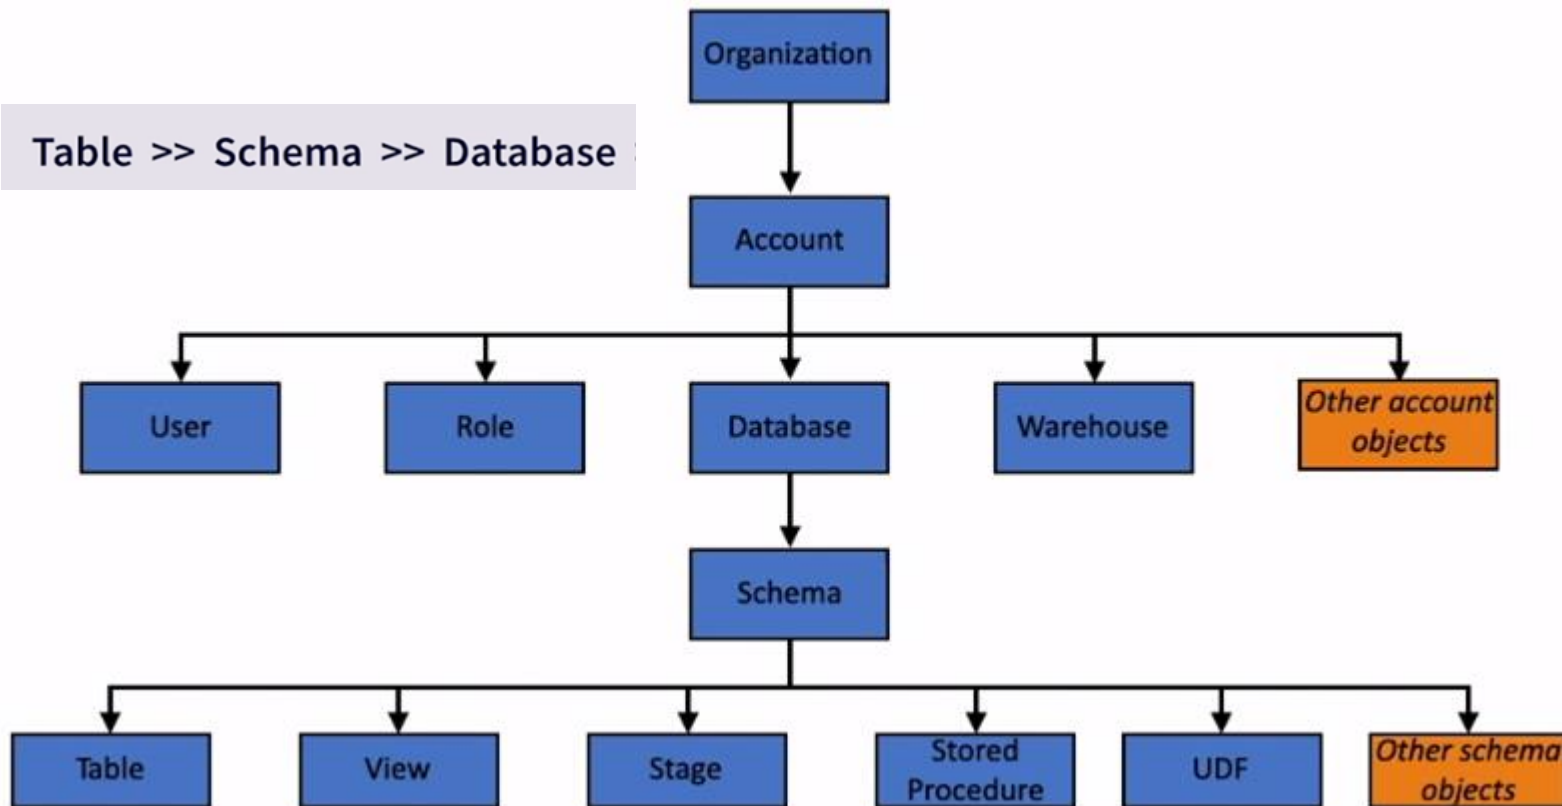 Organization
Table >> Schema >> Database
Account
User
Role
Database
Warehouse
Other account
objects
Schema
Table
View
Stage
Stored
Procedure
UDF
Other schema
objects